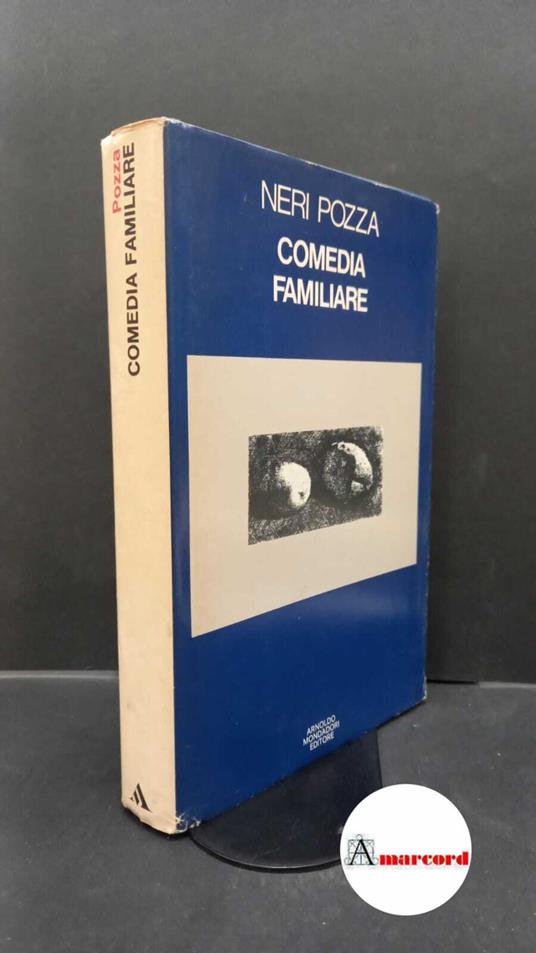 Pozza
COMEDIA FAMILIARE
NERI POZZA
COMEDIA
FAMILIARE
ARNOLDO
MONDADORI
EDITORE
Amarcord